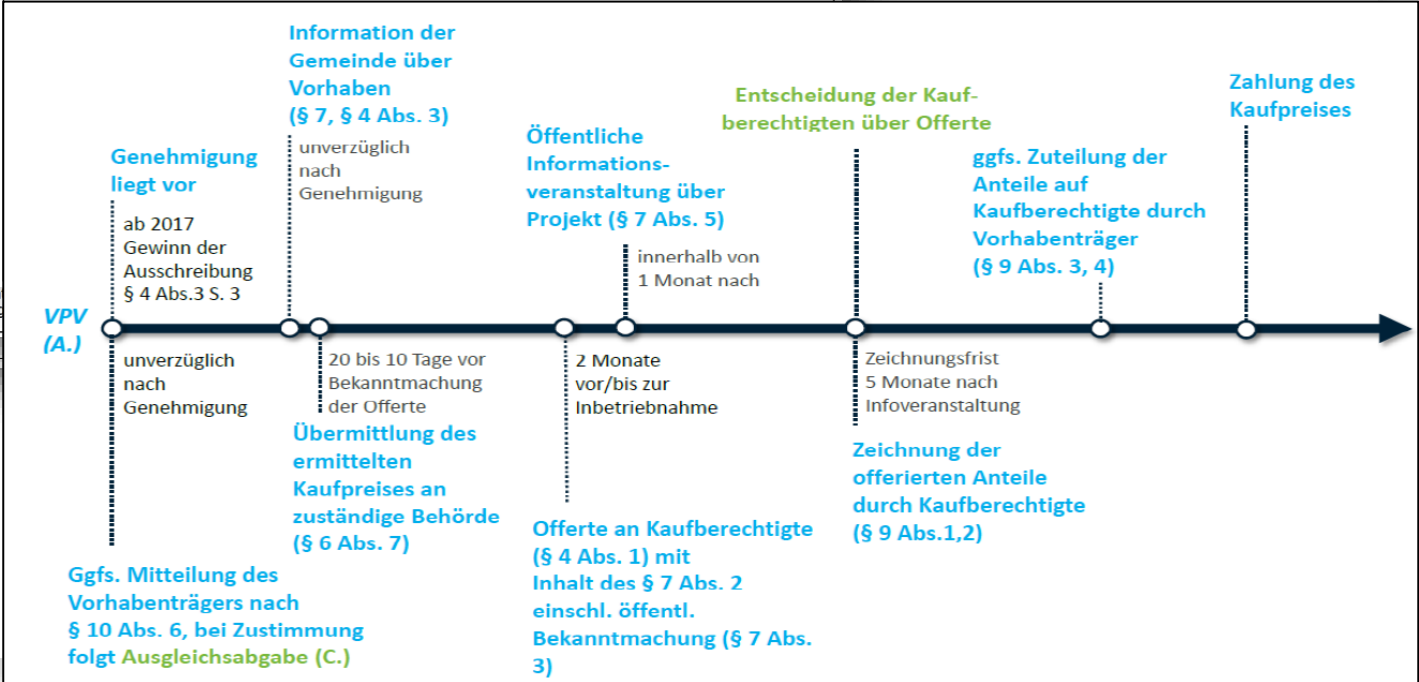 Information der
Gemeinde über
Vorhaben
(§ 7, § 4 Abs. 3)
unverzüglich
nach
Genehmigung
Genehmigung
liegt vor
ab 2017
Gewinn der
Ausschreibung
§ 4 Abs.3 S. 3
Öffentliche
Informations-
veranstaltung über
Projekt (§ 7 Abs. 5)
innerhalb von
1 Monat nach
Entscheidung der Kauf-
berechtigten über Offerte
ggfs. Zuteilung der
Anteile auf
Kaufberechtigte durch
Vorhabenträger
(§ 9 Abs. 3, 4)
Zahlung des
Kaufpreises
VPV
(A.)
unverzüglich
nach
Genehmigung
Ggfs. Mitteilung des
Vorhabenträgers nach
§ 10 Abs. 6, bei Zustimmung
folgt Ausgleichsabgabe (C.)
20 bis 10 Tage vor
Bekanntmachung
der Offerte
Übermittlung des
ermittelten
Kaufpreises an
zuständige Behörde
(§ 6 Abs. 7)
2 Monate
vor/bis zur
Inbetriebnahme
Offerte an Kaufberechtigte
(§ 4 Abs. 1) mit
Inhalt des § 7 Abs. 2
einschl. öffentl.
Bekanntmachung (§ 7 Abs.
3)
Zeichnungsfrist
5 Monate nach
Infoveranstaltung
Zeichnung der
offerierten Anteile
durch Kaufberechtigte
(§ 9 Abs.1,2)